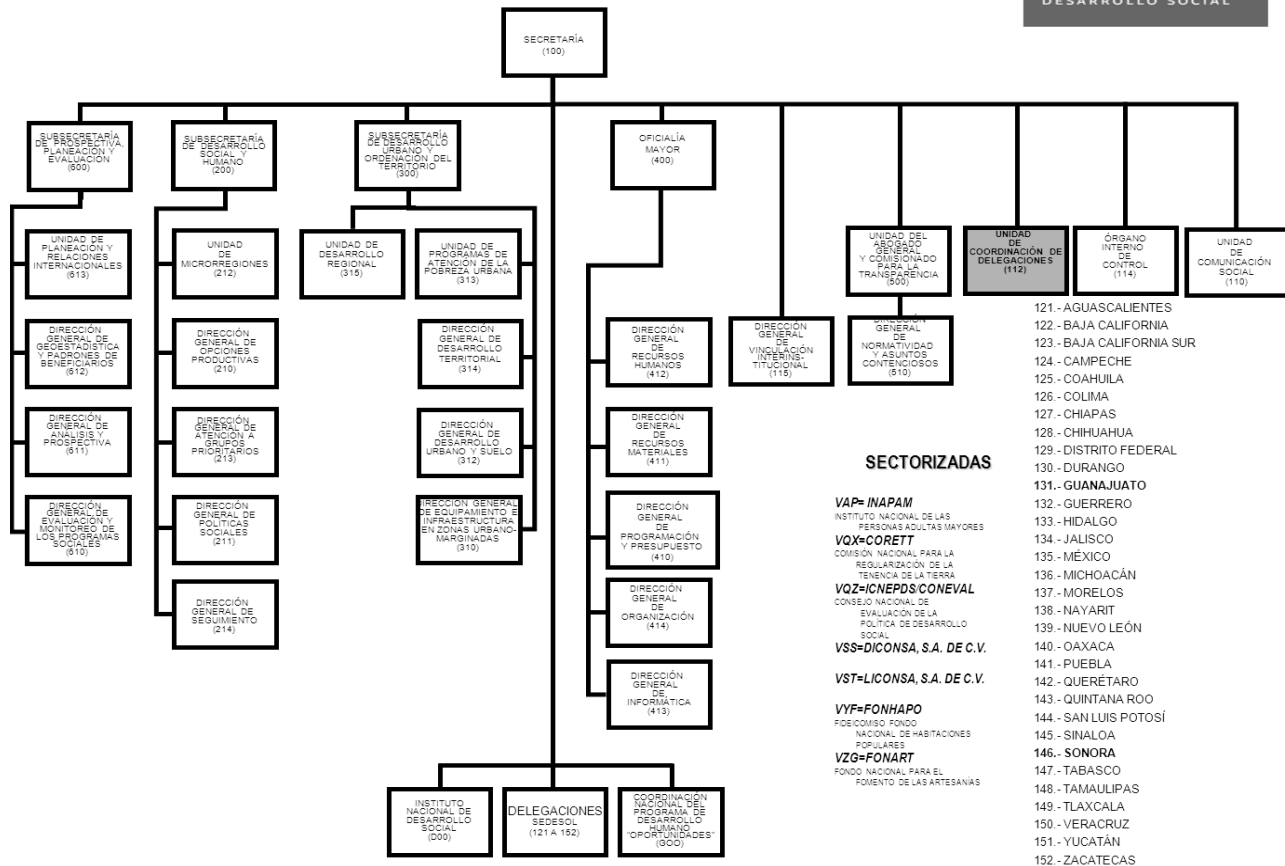 DESARROLLO SOCIAL
SECRETARÍA
(100)
SUBSECRETARÍA
DE PROSPECTIVA,
PLANEACIÓN Y
EVALUACIÓN
(600)
SUBSECRETARÍA
DE DESARROLLO
SOCIAL Y
HUMANO
(200)
SUBSECRETARÍA
DE DESARROLLO
URBANO Y
ORDENACIÓN DEL
TERRITORIO
(300)
OFICIALÍA
MAYOR
(400)
UNIDAD DE
PLANEACIÓN Y
RELACIONES
INTERNACIONALES
(613)
UNIDAD
DE
MICRORREGIONES
(212)
UNIDAD DE
DESARROLLO
REGIONAL
(315)
UNIDAD DE
PROGRAMAS DE
ATENCIÓN DE LA
POBREZA URBANA
(313)
UNIDAD DEL
ABOGADO
GENERAL
Y COMISIONADO
PARA LA
TRANSPARENCIA
(500)
UNIDAD
DE
COORDINACIÓN DE
DELEGACIONES
(112)
ÓRGANO
INTERNO
DE
CONTROL
(114)
UNIDAD
DE
COMUNICACIÓN
SOCIAL
(110)
DIRECCIÓN
GENERAL DE
GEOESTADÍSTICA
Y PADRONES DE
BENEFICIARIOS
(612)
DIRECCIÓN
GENERAL
DE OPCIONES
PRODUCTIVAS
(210)
DIRECCIÓN
GENERAL DE
DESARROLLO
TERRITORIAL
(314)
DIRECCIÓN
GENERAL
DE
RECURSOS
HUMANOS
(412)
DIRECCIÓN
GENERAL
DE
VINCULACIÓN
INTERINS-
TITUCIONAL
(115)
DIRECCIÓN
GENERAL
DE
NORMATIVIDAD
Y ASUNTOS
CONTENCIOSOS
(510)
DIRECCIÓN
GENERAL DE
ANÁLISIS Y
PROSPECTIVA
(611)
DIRECCIÓN
GENERAL DE
ATENCIÓN A
GRUPOS
PRIORITARIOS
(213)
DIRECCIÓN
GENERAL DE
DESARROLLO
URBANO Y SUELO
(312)
DIRECCIÓN
GENERAL
DE
RECURSOS
MATERIALES
(411)
DIRECCIÓN
GENERAL DE
EVALUACIÓN Y
MONITOREO DE
LOS PROGRAMAS
SOCIALES
(610)
DIRECCIÓN
GENERAL DE
POLÍTICAS
SOCIALES
(211)
DIRECCIÓN GENERAL
DE EQUIPAMIENTO E
INFRAESTRUCTURA
EN ZONAS URBANO-
MARGINADAS
(310)
DIRECCIÓN
GENERAL
DE
PROGRAMACIÓN
Y PRESUPUESTO
(410)
DIRECCIÓN
GENERAL DE
SEGUIMIENTO
(214)
DIRECCIÓN
GENERAL
DE
ORGANIZACIÓN
(414)
DIRECCIÓN
GENERAL
DE
INFORMÁTICA
(413)
INSTITUTO
NACIONAL DE
DESARROLLO
SOCIAL
(D00)
DELEGACIONES
SEDESOL
(121 A 152)
COORDINACIÓN
NACIONAL DEL
PROGRAMA DE
DESARROLLO
HUMANO
"OPORTUNIDADES"
(GOO)
SECTORIZADAS
VAP= INAPAM
INSTITUTO NACIONAL DE LAS
PERSONAS ADULTAS MAYORES
VQX=CORETT
COMISIÓN NACIONAL PARA LA
REGULARIZACIÓN DE LA
TENENCIA DE LA TIERRA
VQZ=ICNEPDS/CONEVAL
CONSEJO NACIONAL DE
EVALUACIÓN DE LA
POLÍTICA DE DESARROLLO
SOCIAL
VSS=DICONSA, S.A. DE C.V.
VST=LICONSA, S.A. DE C.V.
VYF=FONHAPO
FIDEICOMISO FONDO
NACIONAL DE HABITACIONES
POPULARES
VZG=FONART
FONDO NACIONAL PARA EL
FOMENTO DE LAS ARTESANÍAS
121.- AGUASCALIENTES
122.- BAJA CALIFORNIA
123.- BAJA CALIFORNIA SUR
124.- CAMPECHE
125.- COAHUILA
126.- COLIMA
127.- CHIAPAS
128.- CHIHUAHUA
129.- DISTRITO FEDERAL
130.- DURANGO
131.- GUANAJUATO
132.- GUERRERO
133.- HIDALGO
134.- JALISCO
135.- MÉXICO
136.- MICHOACÁN
137.- MORELOS
138.- NAYARIT
139.- NUEVO LEÓN
140.- OAXACA
141.- PUEBLA
142.- QUERÉTARO
143.- QUINTANA ROO
144.- SAN LUIS POTOSÍ
145.- SINALOA
146.- SONORA
147.- TABASCO
148.- TAMAULIPAS
149.- TLAXCALA
150.- VERACRUZ
151.- YUCATÁN
152.- ZACATECAS